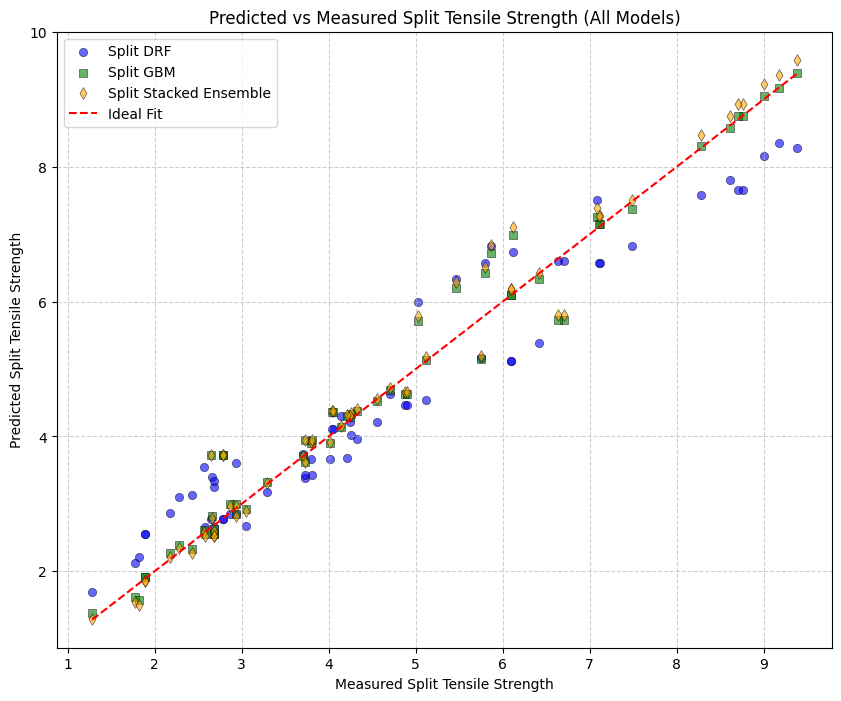 Predicted vs Measured Split Tensile Strength (All Models)
Split DRF
Split GBM
Split Stacked Ensemble
Ideal Fit
10
8
6
4
2
Predicted Split Tensile Strength
1 2 3 4 5 6 7 8 9
Measured Split Tensile Strength